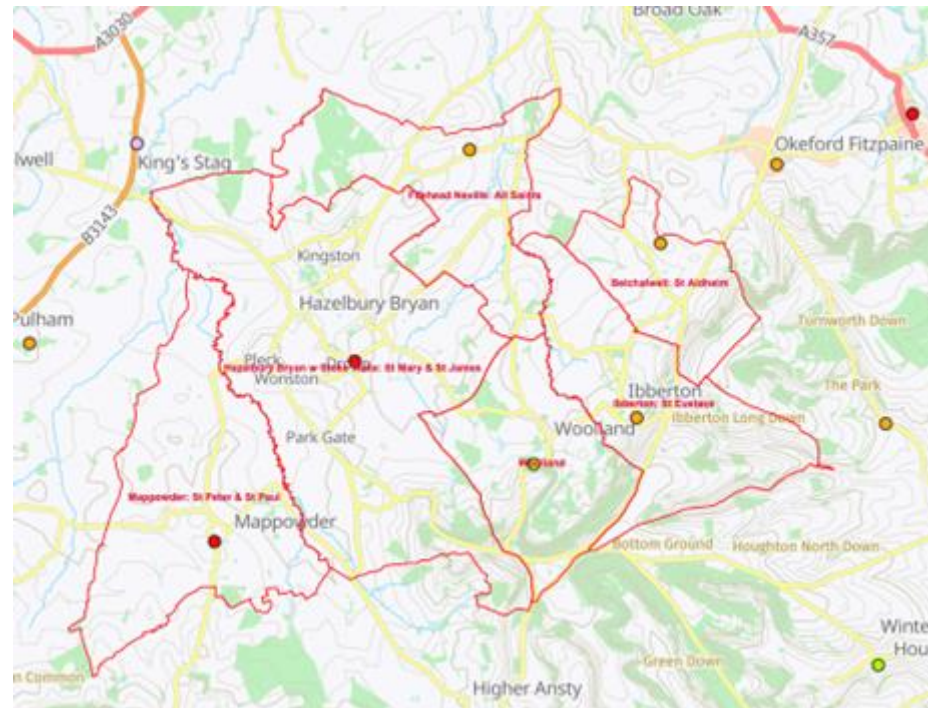 Broad Oak
A3030
A357
Okeford Fitzpaine
King's Stag
olwell
Fifehead Neville: All Saints
B3143
Kingston
Belchalwell: St Aldhelm
Hazelbury Bryan
Pulham
Turnworth Down
Pleck
Hazelbury Bryan w Stoke Wake: St Mary & St James
Wonston
The Park
Ibberton
Ibberton: St Eustace
Ibberton Long Down
Woolland
Park Gate
Woolland
Mappowder: St Peter & St Paul
Mappowder
Bottom Ground
Houghton North Down
Winte
Hou
Green Down
n Common
Higher Ansty